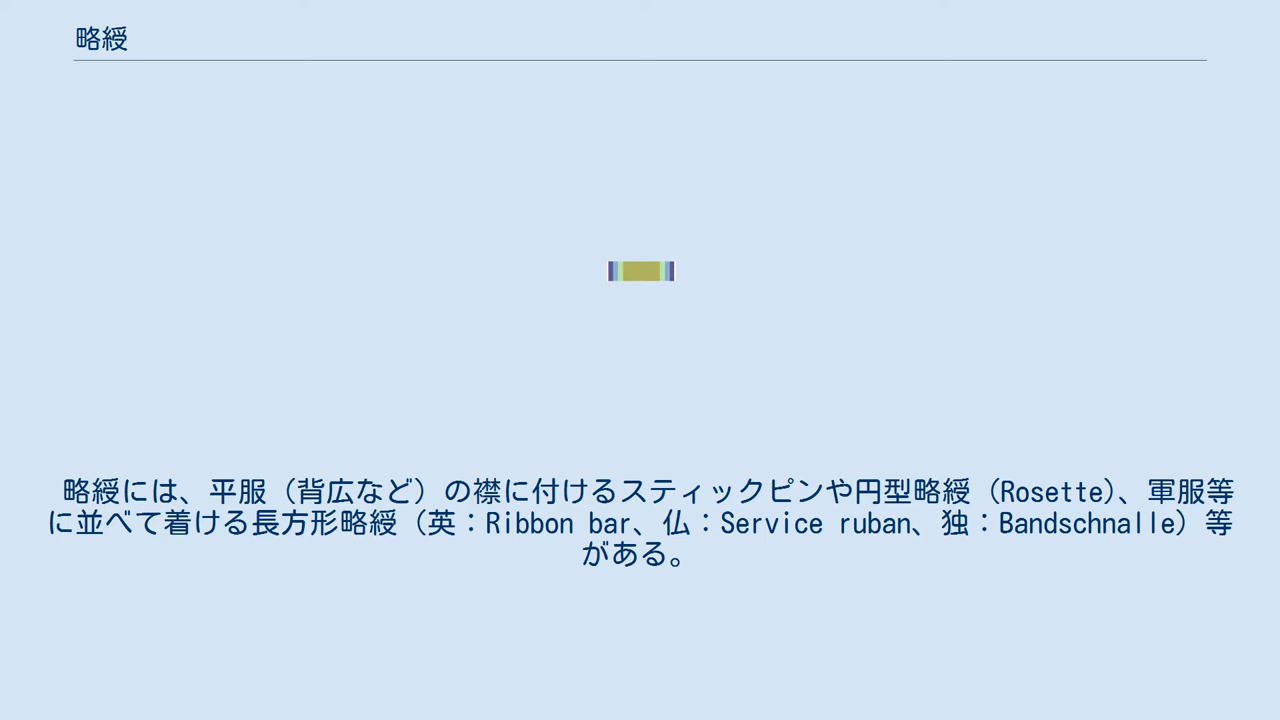 略綬
略綬には、平服（背広など）の襟に付けるスティックピンや円型略綬（Rosette）、軍服等
に並べて着ける長方形略綬（英：Ribbon bar、仏：Service ruban、独：Bandschnalle）等
がある。